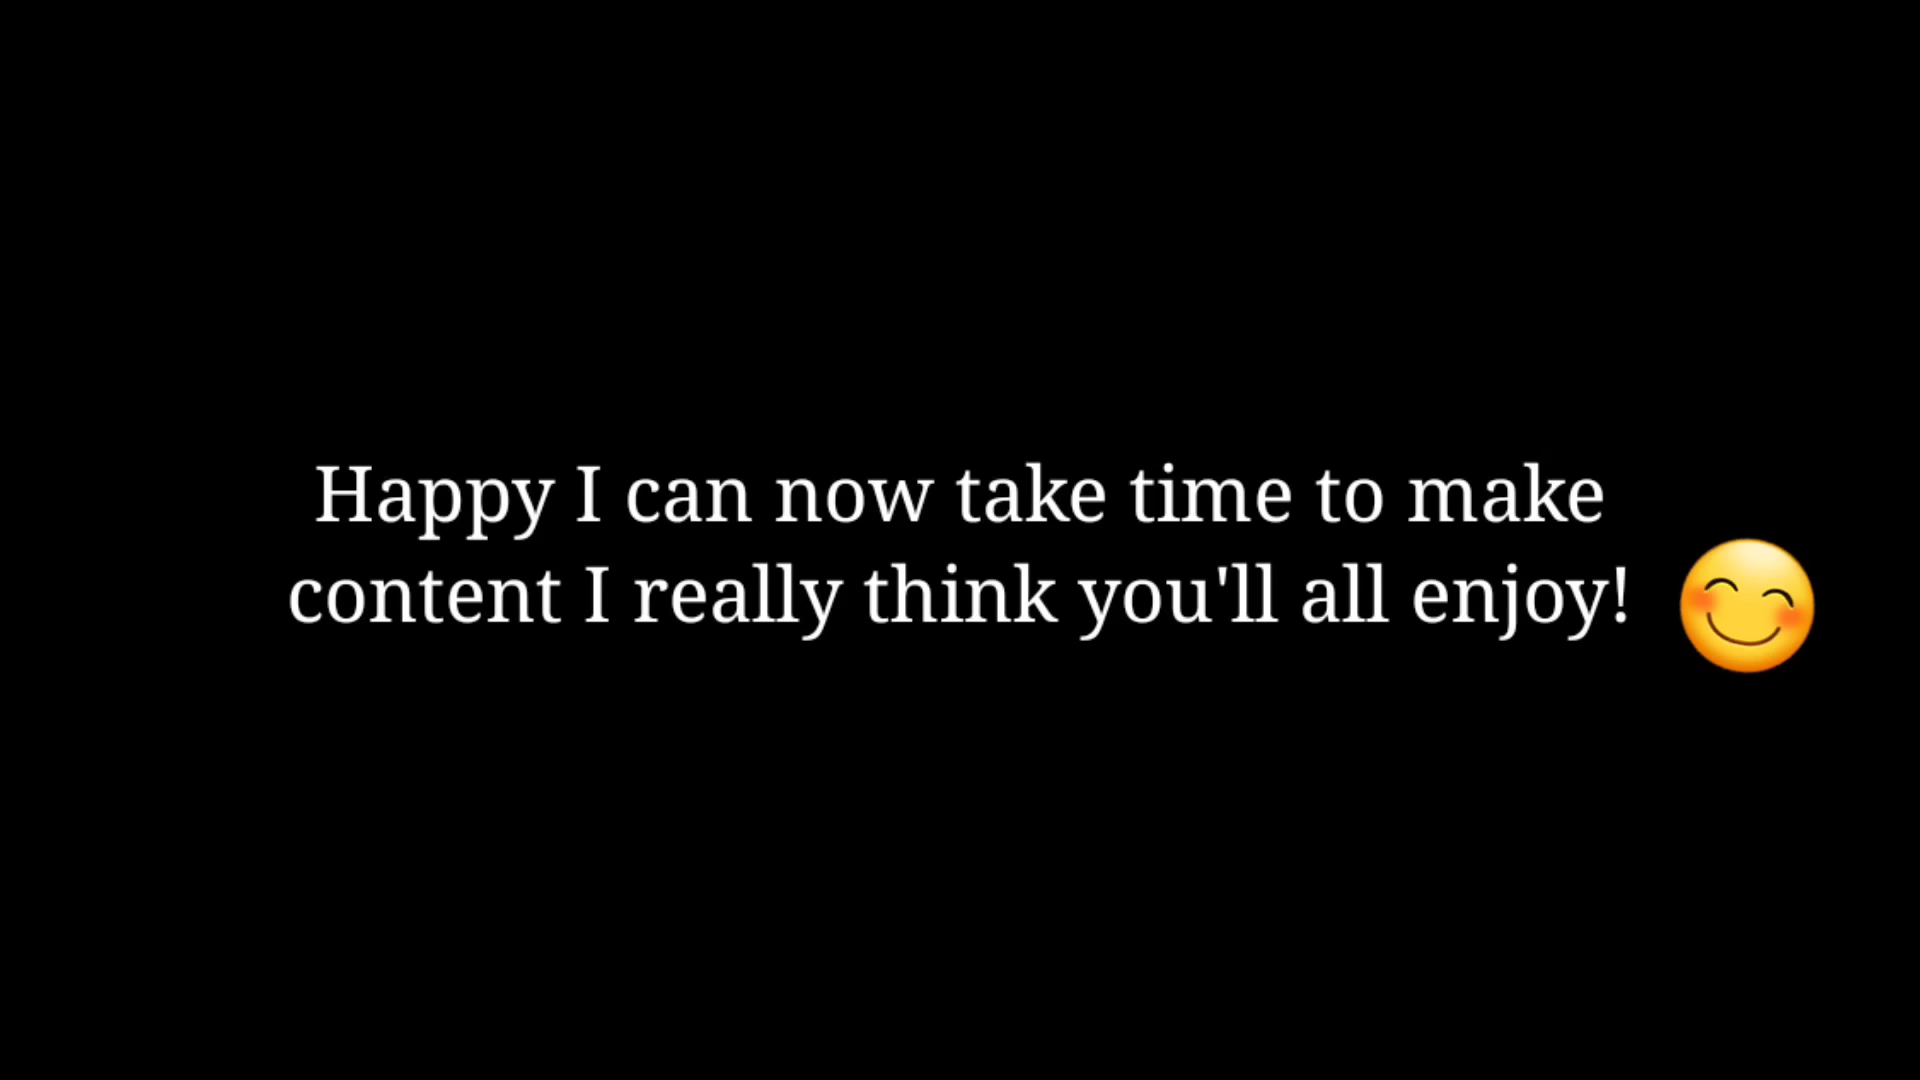 Happy I can now take time to make
content I really think you'll all enjoy! 😊